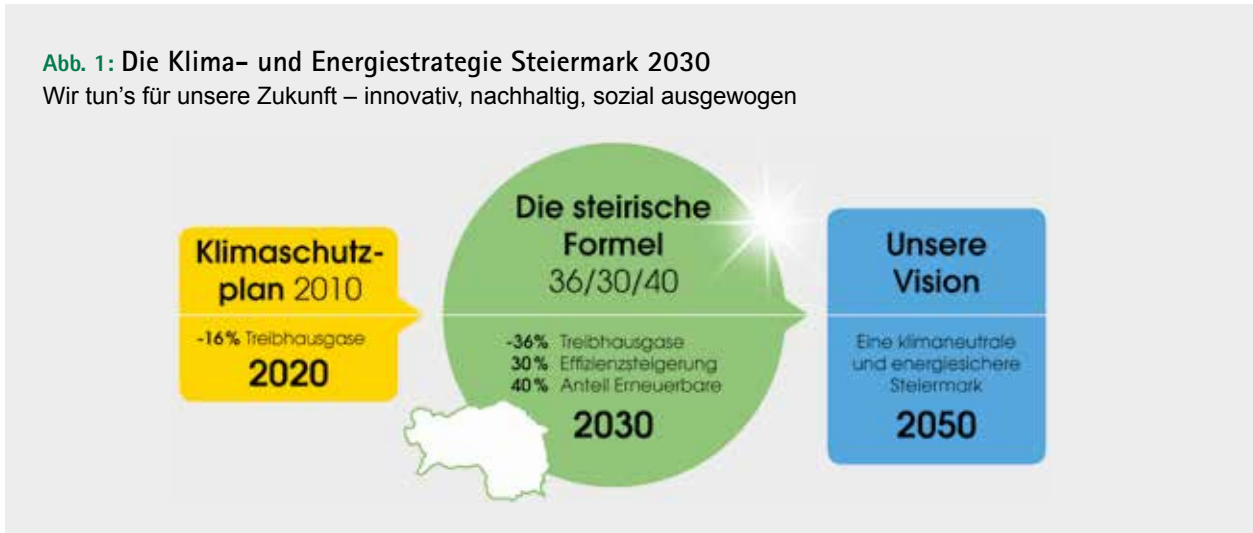 Abb. 1: Die Klima- und Energiestrategie Steiermark 2030
Wir tun's für unsere Zukunft – innovativ, nachhaltig, sozial ausgewogen
Klimaschutz-
plan 2010
-16% Treibhausgase
2020
Die steirische
Formel
36/30/40
-36% Treibhausgase
30% Effizienzsteigerung
40% Anteil Erneuerbare
2030
Unsere
Vision
Eine klimaneutrale
und energiesichere
Steiermark
2050